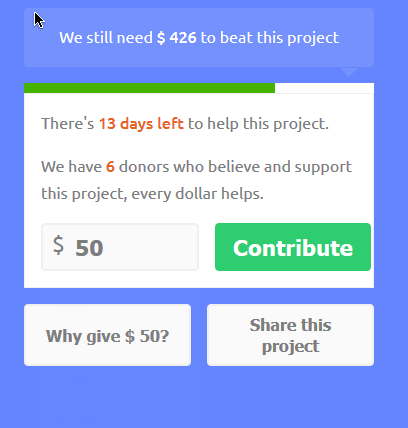 We still need $ 426 to beat this project
There's 13 days left to help this project.
We have 6 donors who believe and support
this project, every dollar helps.
$ 50
Contribute
Why give $ 50?
Share this
project